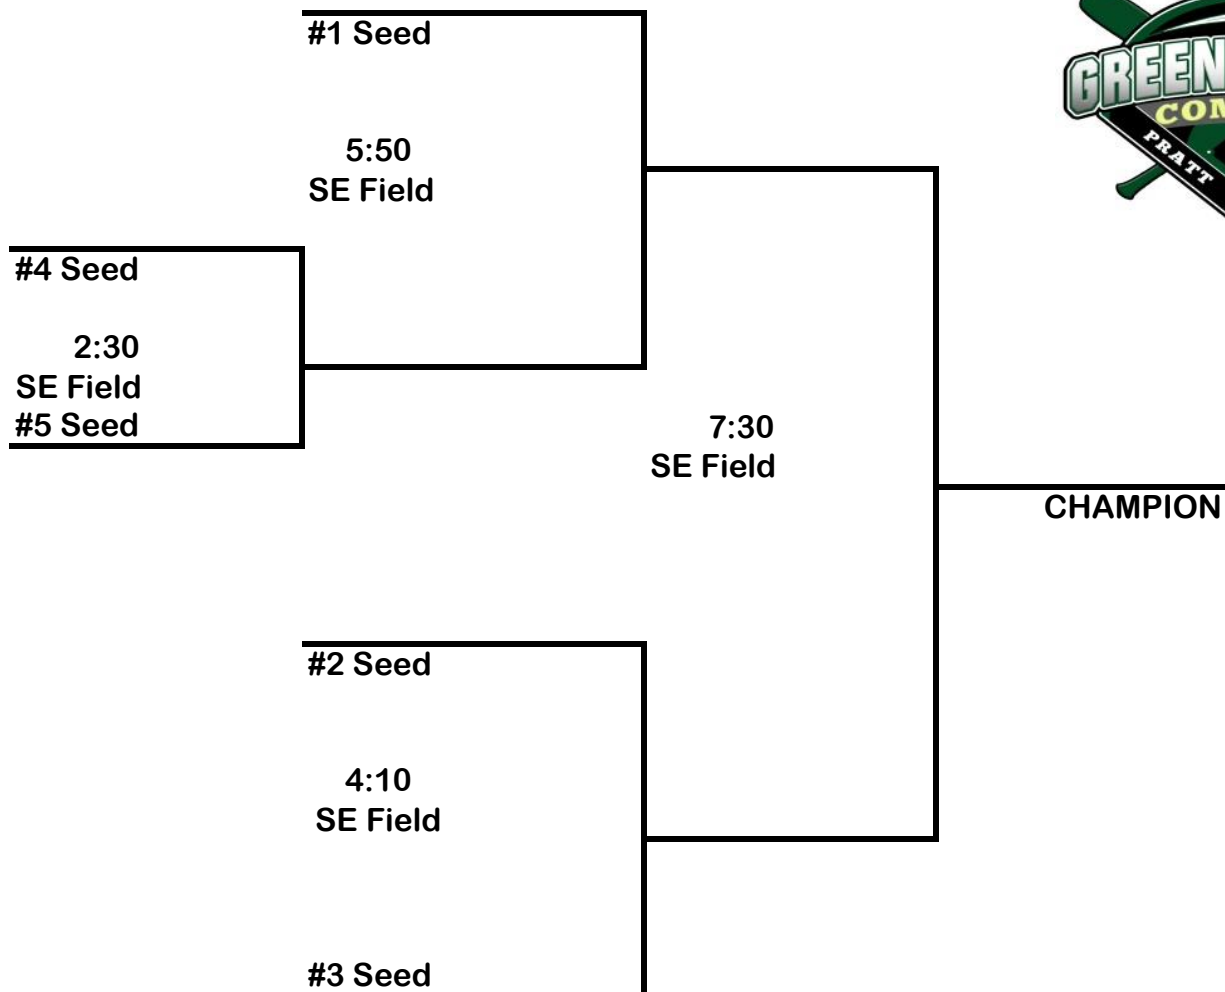 #1 Seed
5:50
SE Field
#4 Seed
2:30
SE Field
#5 Seed
7:30
SE Field
CHAMPION
#2 Seed
4:10
SE Field
#3 Seed
PRATT